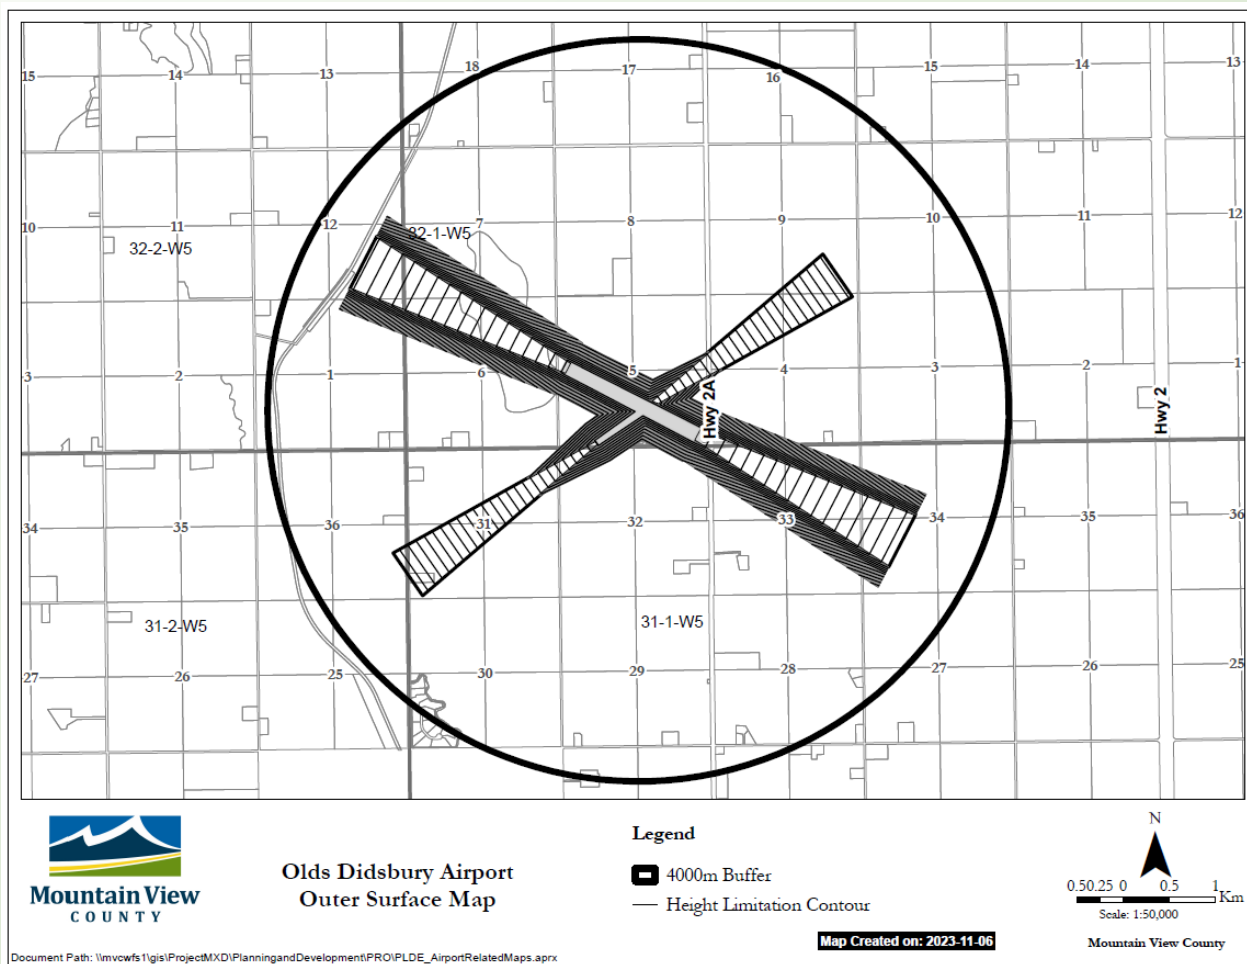 18
17
16
15
14
13
15
14
13
12
7
8
9
10
11
12
10
11
32-2-W5
32-1-W5
3
2
1
6
5
4
3
2
1
Hwy 2A
Hwy 2
34
35
36
31
32
33
34
35
36
31-2-W5
31-1-W5
27
26
25
30
29
28
27
26
25
Mountain View
COUNTY
Olds Didsbury Airport
Outer Surface Map
Legend
4000m Buffer
Height Limitation Contour
N
0.50.25 0 0.5 1
Km
Scale: 1:50,000
Map Created on: 2023-11-06
Mountain View County
Document Path: \\mvcwfs1\gis\ProjectMXD\PlanningandDevelopment\PRO\PLDE_AirportRelatedMaps.aprx